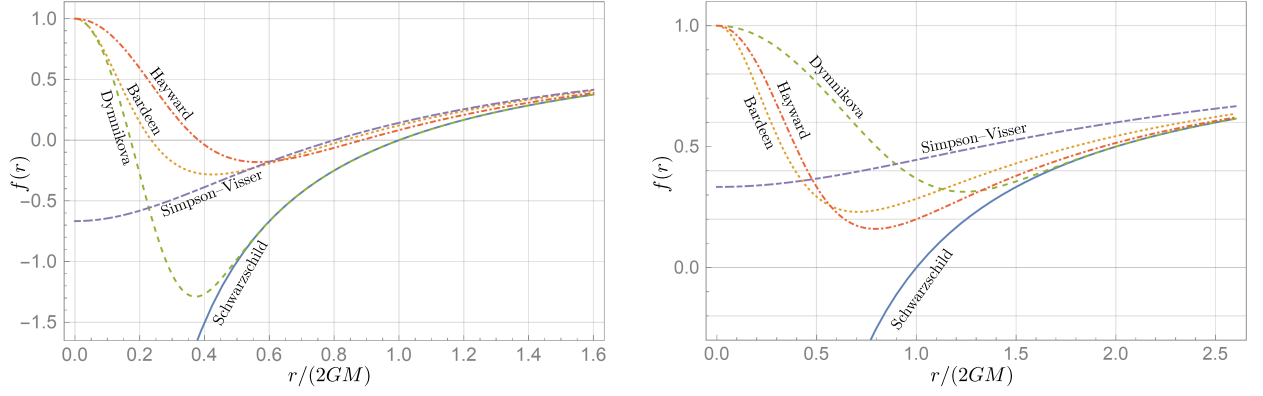 1.0
0.5
0.0
−0.5
−1.0
−1.5
f(r)
Hayward
Bardeen
Dymnikova
Simpson–Visser
Schwarzschild
0.0 0.2 0.4 0.6 0.8 1.0 1.2 1.4 1.6
r/(2GM)
1.0
0.5
0.0
f(r)
Dymnikova
Hayward
Bardeen
Simpson–Visser
Schwarzschild
0.0 0.5 1.0 1.5 2.0 2.5
r/(2GM)